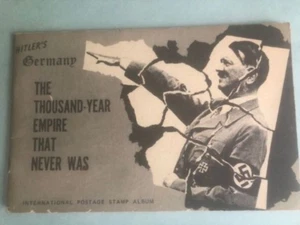 HITLER'S
Germany
THE
THOUSAND-YEAR
EMPIRE
THAT
NEVER WAS
INTERNATIONAL POSTAGE STAMP ALBUM